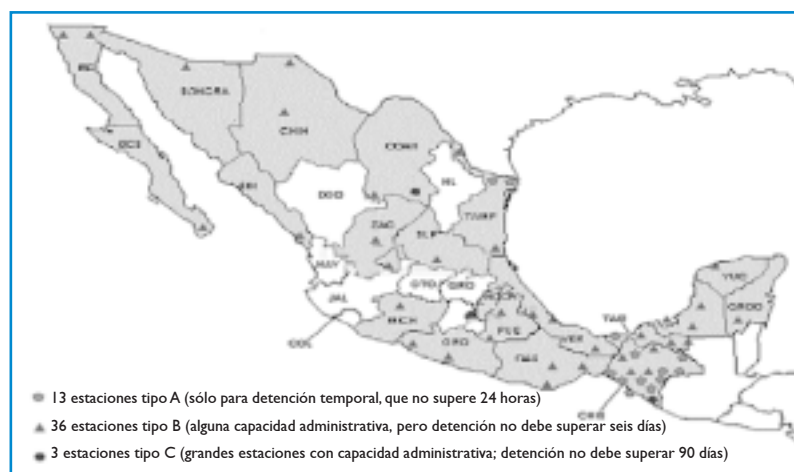 BC
SONORA
CHIH
COAH
BCS
SIN
DGO
NL
TAMP
ZAC
SLP
NAY
GTO
QRO
JAL
MICH
COL
PUE
GRO
OAX
VER
TAB
YUC
QROO
CHIS
13 estaciones tipo A (sólo para detención temporal, que no supere 24 horas)
36 estaciones tipo B (alguna capacidad administrativa, pero detención no debe superar seis días)
3 estaciones tipo C (grandes estaciones con capacidad administrativa; detención no debe superar 90 días)